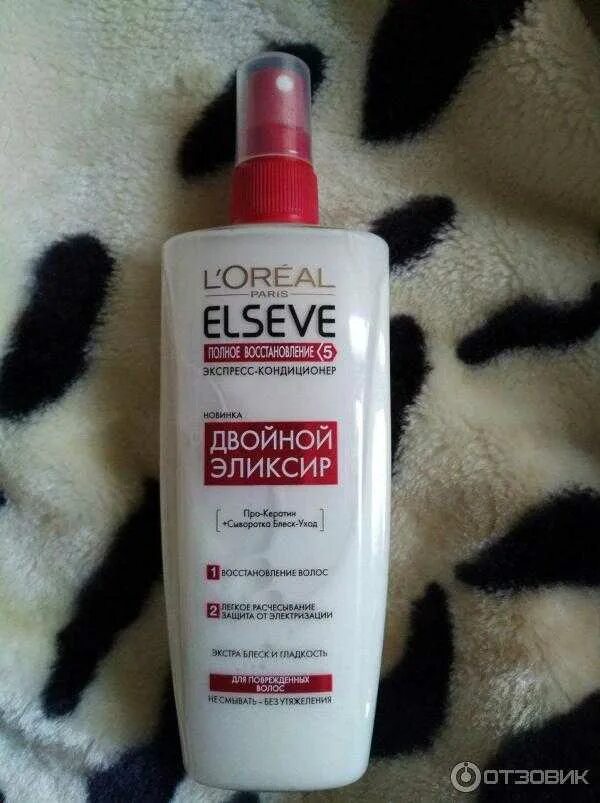 L'ORÉAL
PARIS
ELSEVE
ПОЛНОЕ ВОССТАНОВЛЕНИЕ 5
ЭКСПРЕСС-КОНДИЦИОНЕР
НОВИНКА
ДВОЙНОЙ
ЭЛИКСИР
Про-Кератин
+Сыворотка Блеск-Уход
1 ВОССТАНОВЛЕНИЕ ВОЛОС
2 ЛЕГКОЕ РАСЧЕСЫВАНИЕ
ЗАЩИТА ОТ ЭЛЕКТРИЗАЦИИ
ЭКСТРА БЛЕСК И ГЛАДКОСТЬ
ДЛЯ ПОВРЕЖДЕННЫХ
ВОЛОС
НЕ СМЫВАТЬ – БЕЗ УТЯЖЕЛЕНИЯ
ОТЗОВИК